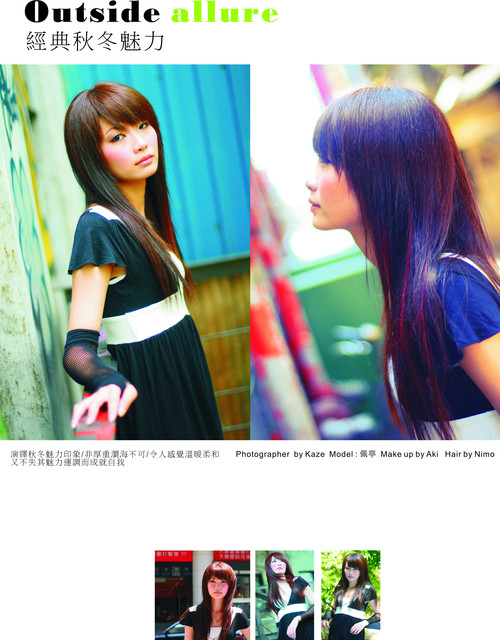 Outside allure
經典秋冬魅力
演繹秋冬魅力印象/非厚重瀏海不可/令人感覺溫暖柔和
又不失其魅力運調而成就自我
Photographer by Kaze Model : 佩寧 Make up by Aki Hair by Nimo